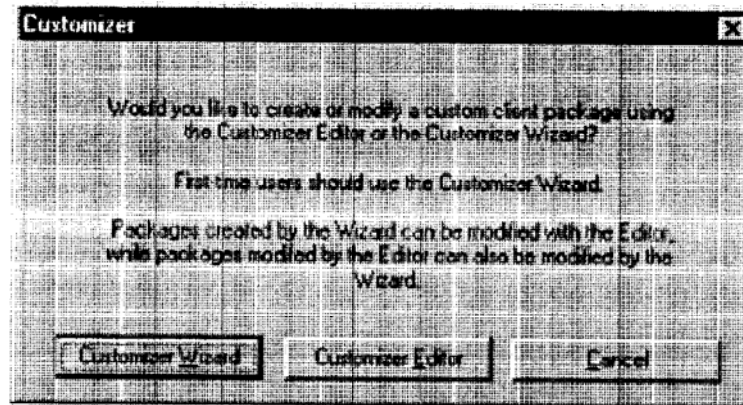 Customizer
Would you like to create or modify a custom client package using
the Customizer Editor or the Customizer Wizard?
First time users should use the Customizer Wizard.
Packages created by the Wizard can be modified with the Editor,
while packages modified by the Editor can also be modified by the
Wizard.
Customizer Wizard
Customizer Editor
Cancel